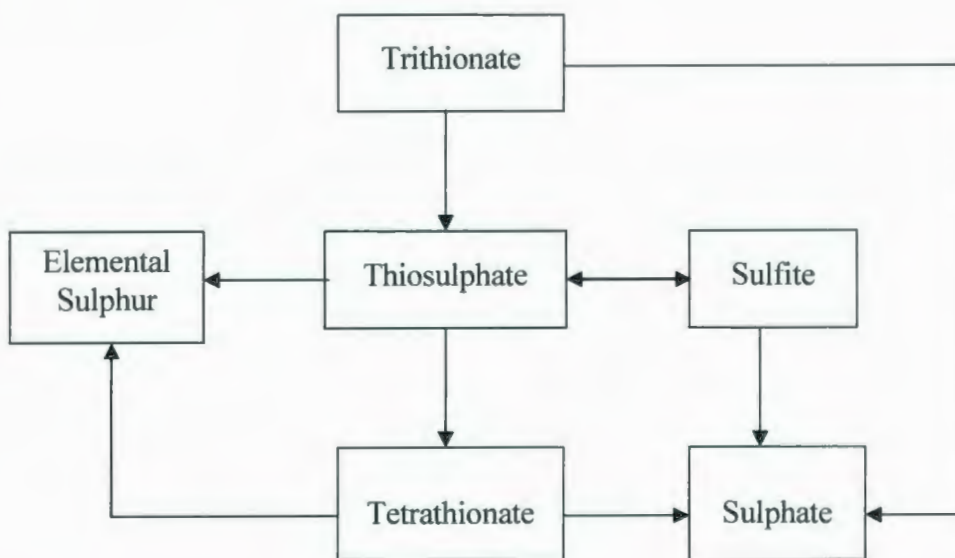 Trithionate
Elemental
Sulphur
Thiosulphate
Sulfite
Tetrathionate
Sulphate